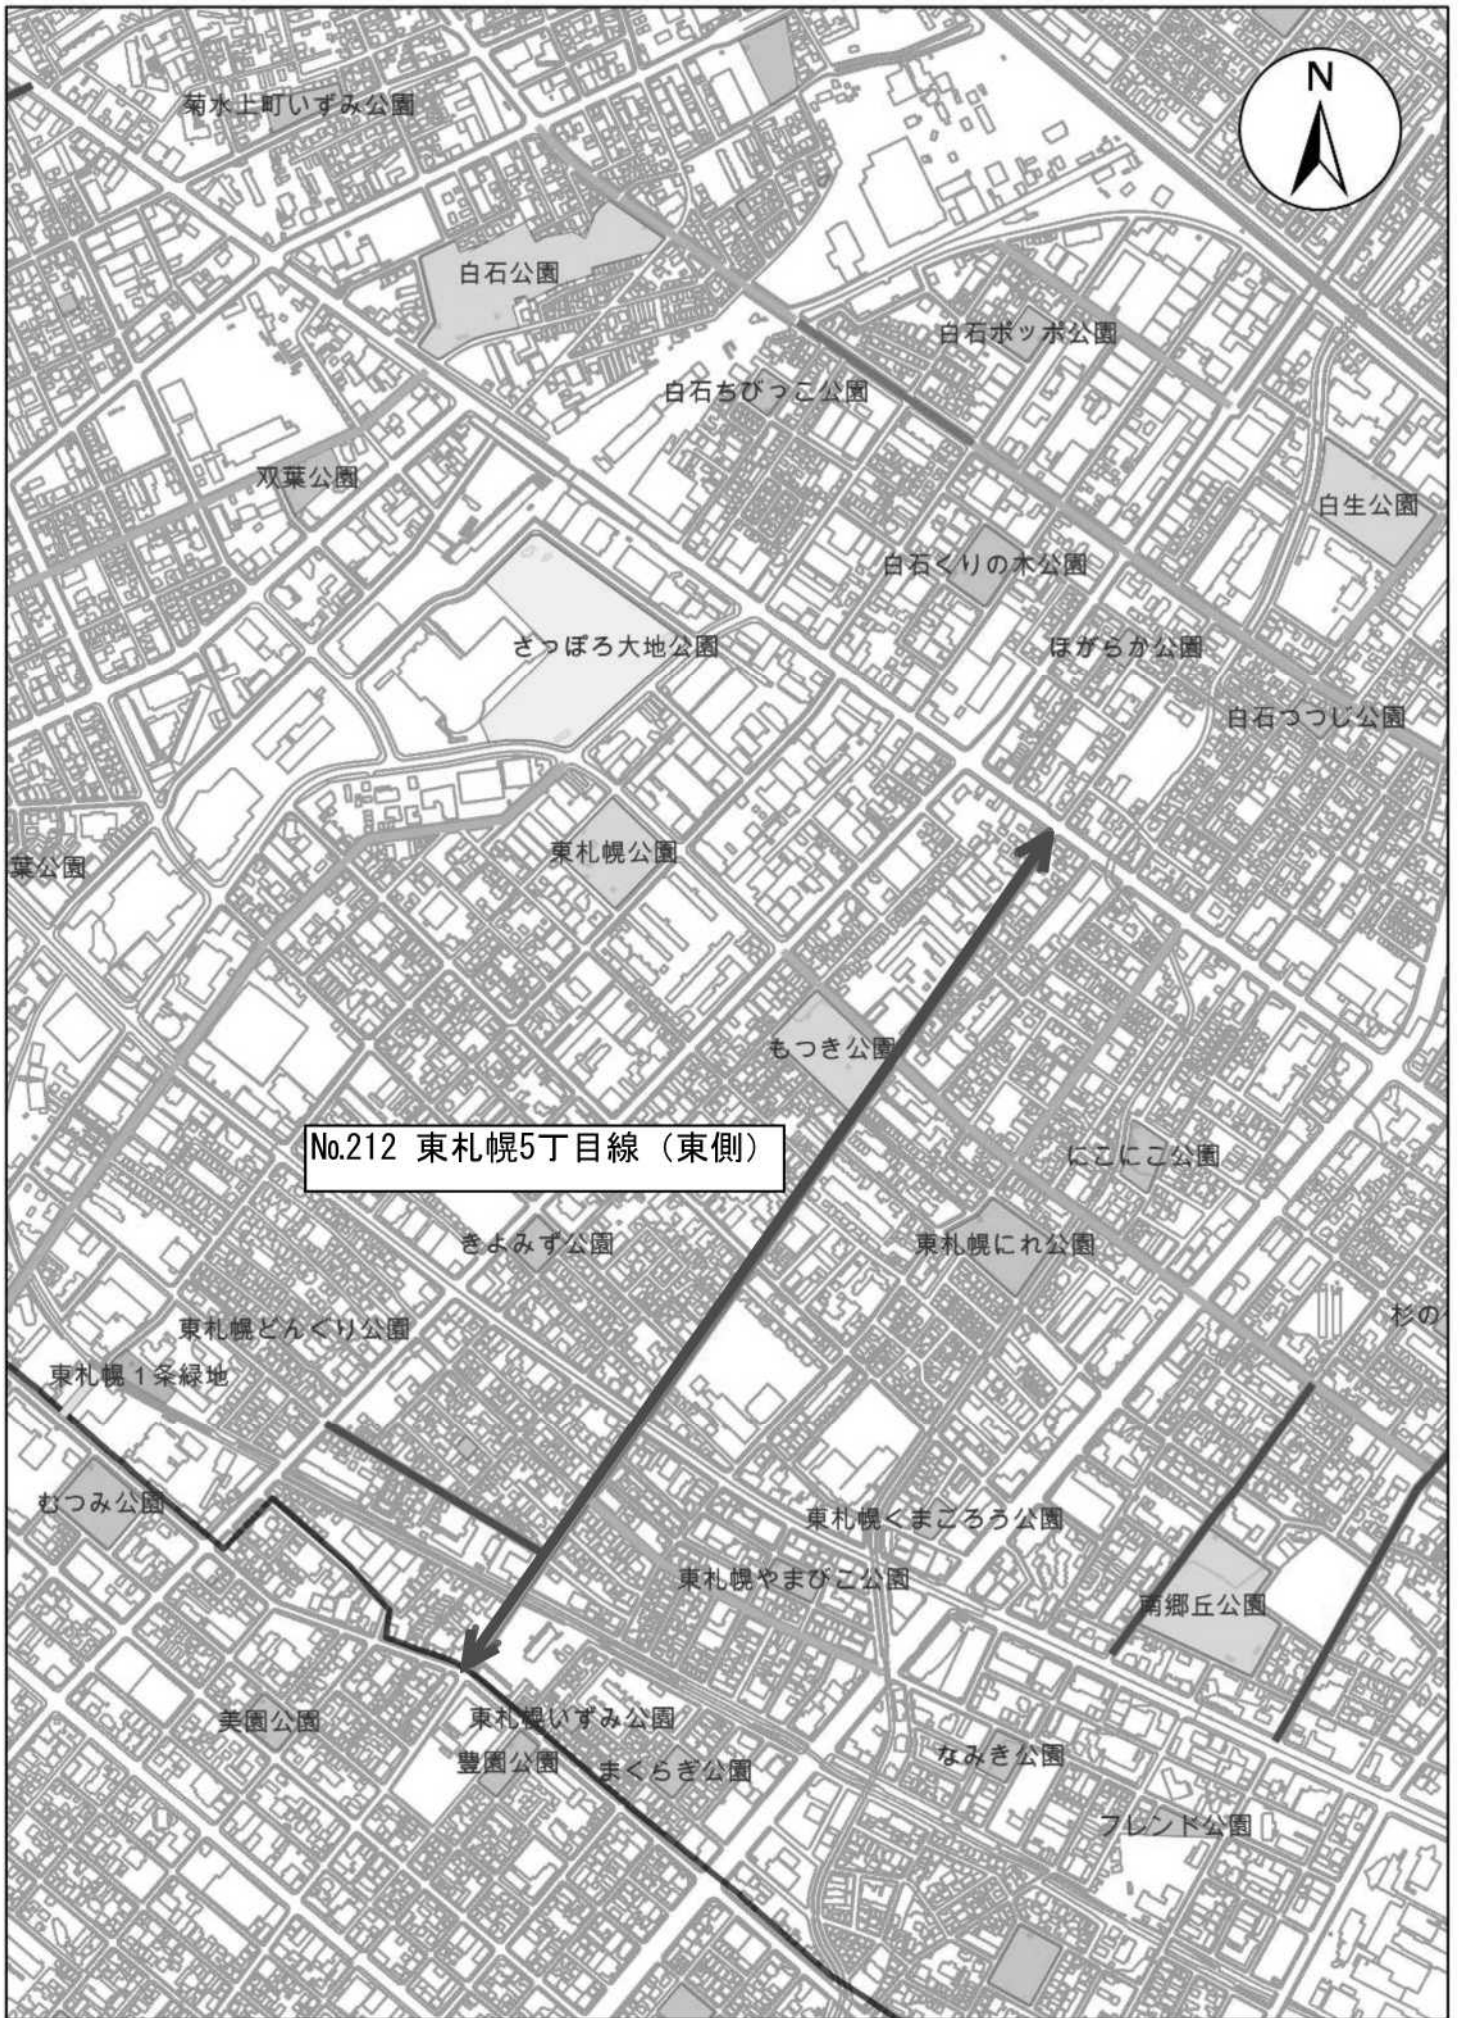 N
菊水上町いずみ公園
白石公園
白石ポッポ公園
白石ちびっこ公園
双葉公園
白生公園
白石くりの木公園
さっぽろ大地公園
ほがらか公園
白石つつじ公園
東札幌公園
葉公園
もつき公園
No.212 東札幌5丁目線（東側）
にこにこ公園
きよみず公園
東札幌にれ公園
杉の
東札幌どんぐり公園
東札幌１条緑地
むつみ公園
東札幌くまごろう公園
東札幌やまびこ公園
南郷丘公園
美園公園
東札幌いずみ公園
豊園公園
まくらぎ公園
なみき公園
フレンド公園